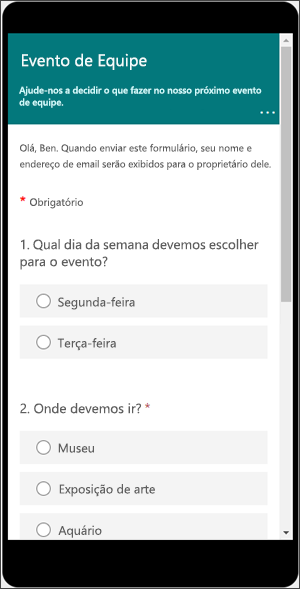 Evento de Equipe
Ajude-nos a decidir o que fazer no nosso próximo evento
de equipe.
...
Olá, Ben. Quando enviar este formulário, seu nome e
endereço de email serão exibidos para o proprietário dele.
* Obrigatório
1. Qual dia da semana devemos escolher
para o evento?
Segunda-feira
Terça-feira
2. Onde devemos ir? *
Museu
Exposição de arte
Aquário